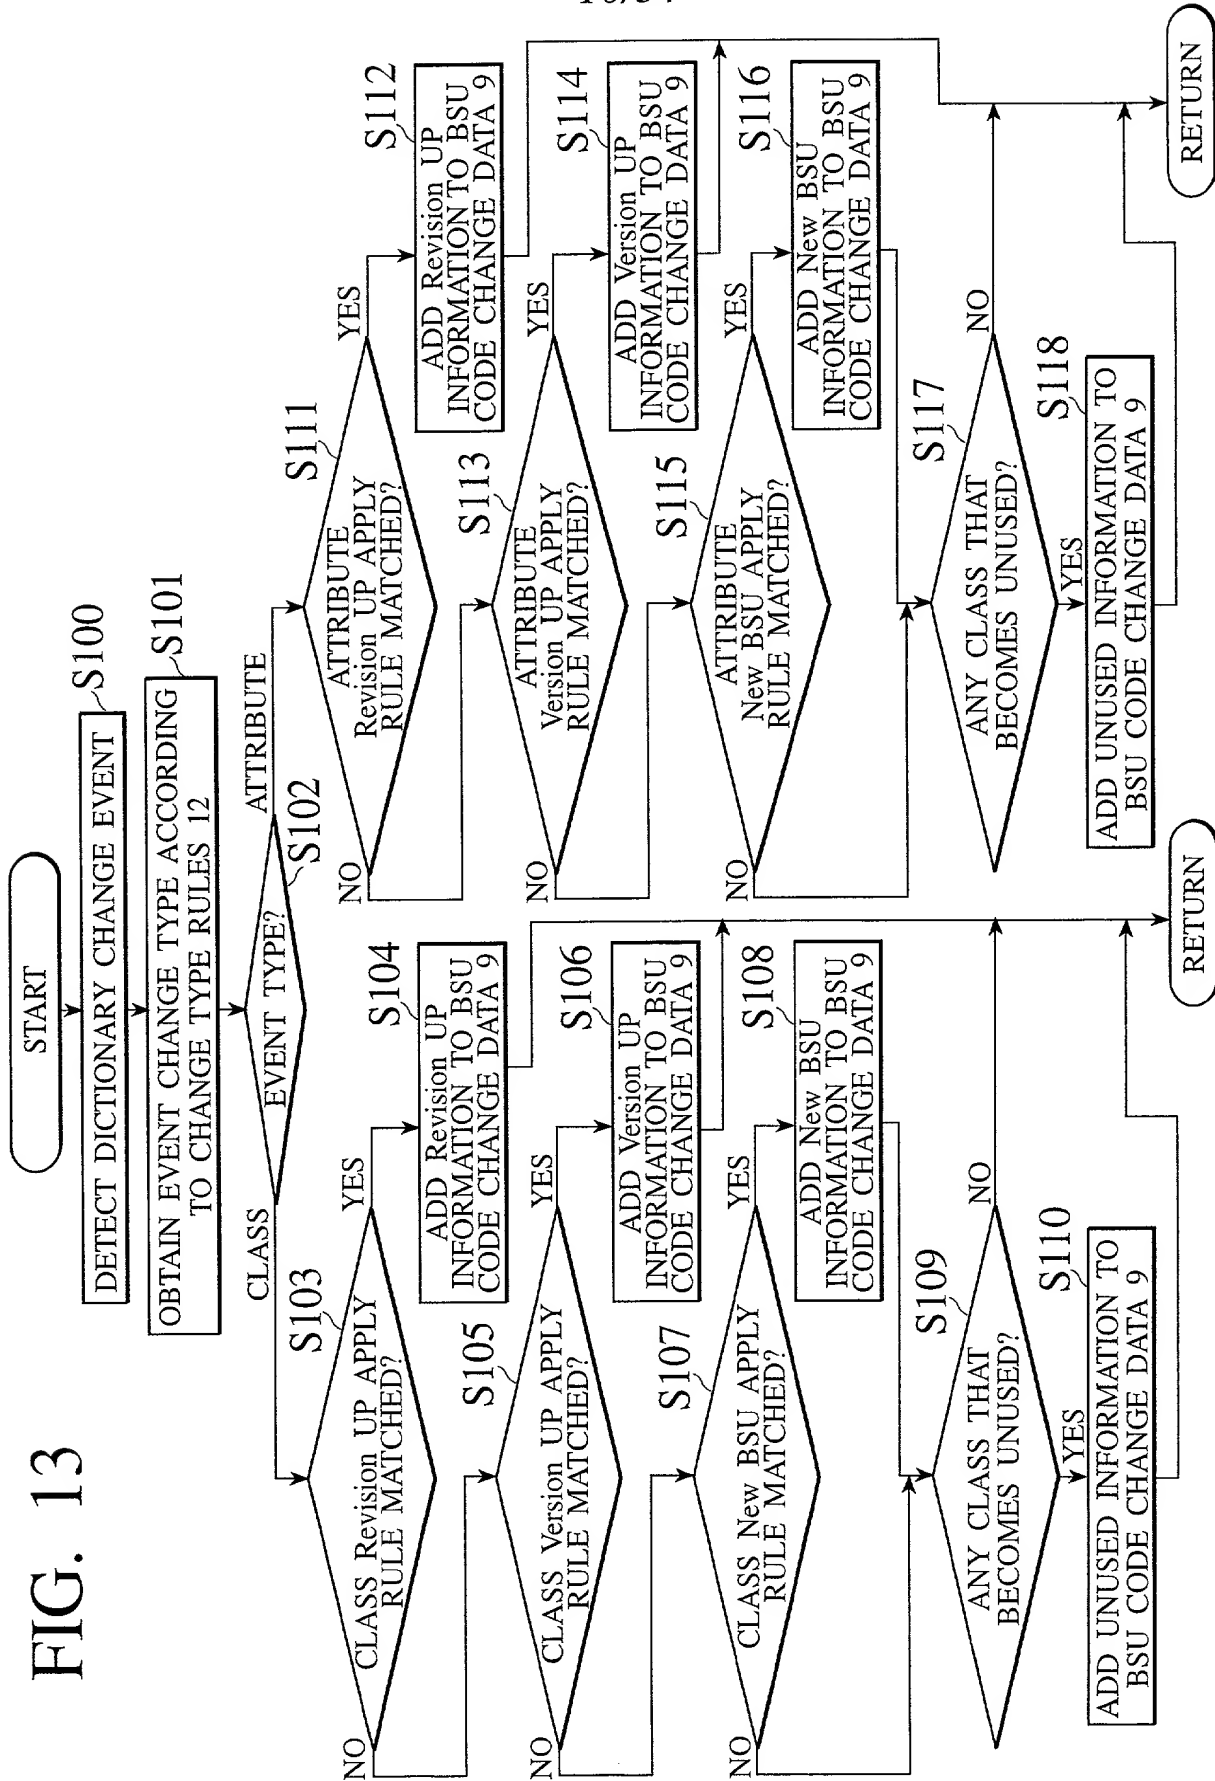 FIG. 13
START
DETECT DICTIONARY CHANGE EVENT
S100
OBTAIN EVENT CHANGE TYPE ACCORDING
TO CHANGE TYPE RULES 12
S101
EVENT TYPE?
S102
CLASS
ATTRIBUTE
CLASS Revision UP APPLY
RULE MATCHED?
S103
YES
NO
ADD Revision UP
INFORMATION TO BSU
CODE CHANGE DATA 9
S104
CLASS Version UP APPLY
RULE MATCHED?
S105
YES
NO
ADD Version UP
INFORMATION TO BSU
CODE CHANGE DATA 9
S106
CLASS New BSU APPLY
RULE MATCHED?
S107
YES
NO
ADD New BSU
INFORMATION TO BSU
CODE CHANGE DATA 9
S108
ANY CLASS THAT
BECOMES UNUSED?
S109
NO
YES
ADD UNUSED INFORMATION TO
BSU CODE CHANGE DATA 9
S110
RETURN
ATTRIBUTE
Revision UP APPLY
RULE MATCHED?
S111
YES
NO
ADD Revision UP
INFORMATION TO BSU
CODE CHANGE DATA 9
S112
ATTRIBUTE
Version UP APPLY
RULE MATCHED?
S113
YES
NO
ADD Version UP
INFORMATION TO BSU
CODE CHANGE DATA 9
S114
ATTRIBUTE
New BSU APPLY
RULE MATCHED?
S115
YES
NO
ADD New BSU
INFORMATION TO BSU
CODE CHANGE DATA 9
S116
ANY CLASS THAT
BECOMES UNUSED?
S117
NO
YES
ADD UNUSED INFORMATION TO
BSU CODE CHANGE DATA 9
S118
RETURN